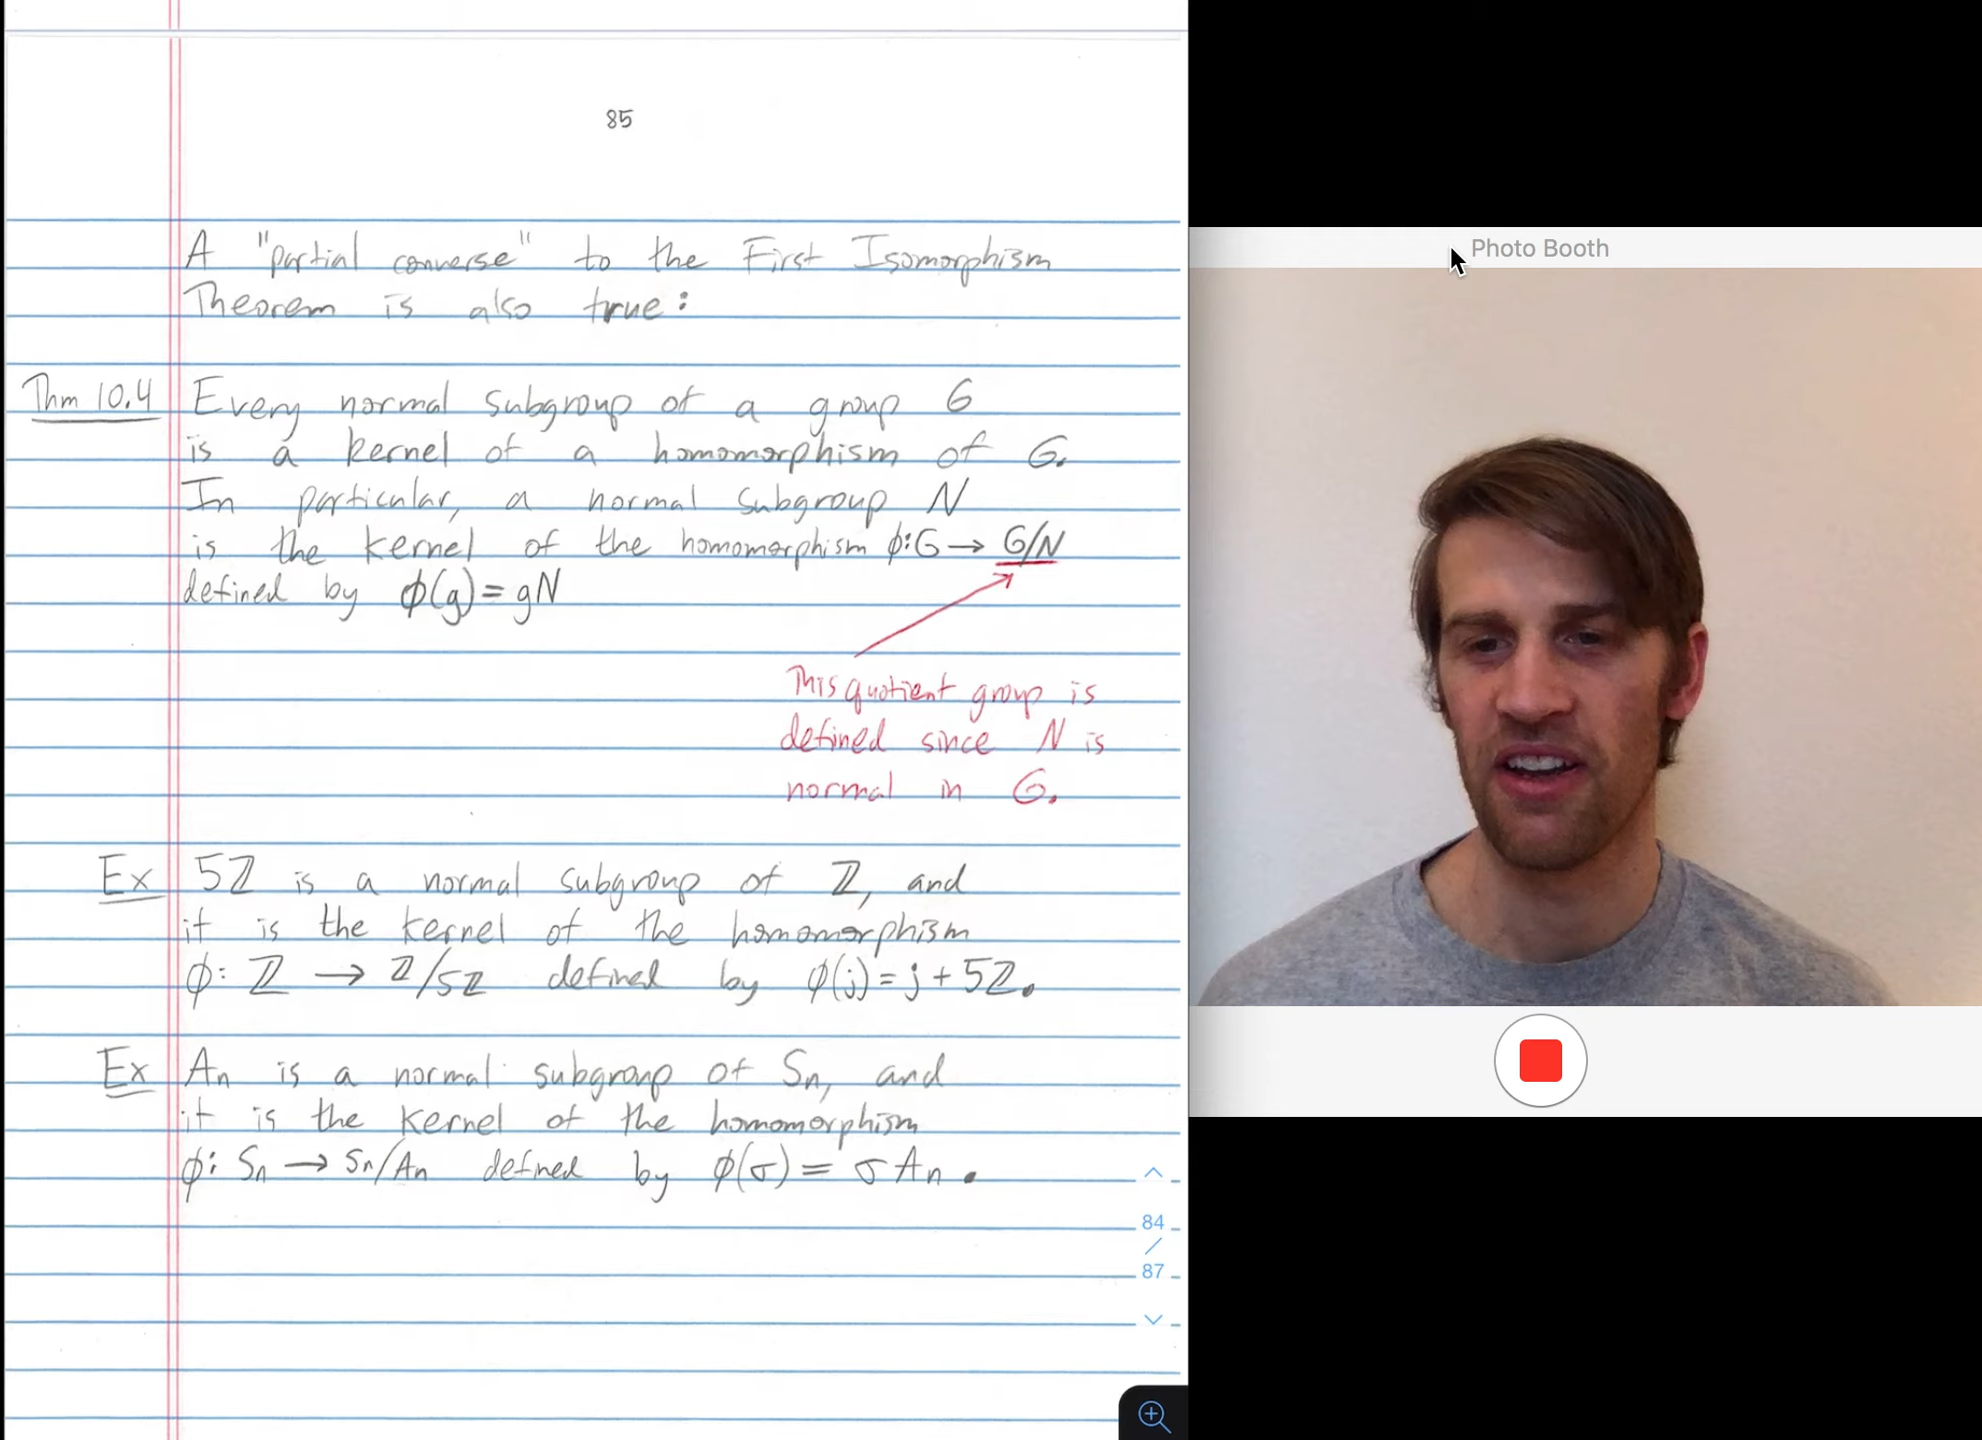 85
A "partial converse" to the First Isomorphism
Theorem is also true:
Thm 10.4 Every normal subgroup of a group G
is a kernel of a homomorphism of G.
In particular, a normal subgroup N
is the kernel of the homomorphism ϕ:G → G/N
defined by ϕ(g) = gN
This quotient group is
defined since N is
normal in G.
Ex 5ℤ is a normal subgroup of ℤ, and
it is the kernel of the homomorphism
ϕ: ℤ → ℤ/5ℤ defined by ϕ(j) = j + 5ℤ.
Ex An is a normal subgroup of Sn, and
it is the kernel of the homomorphism
ϕ: Sn → Sn/An defined by ϕ(σ) = σAn.
84
/
87
Photo Booth